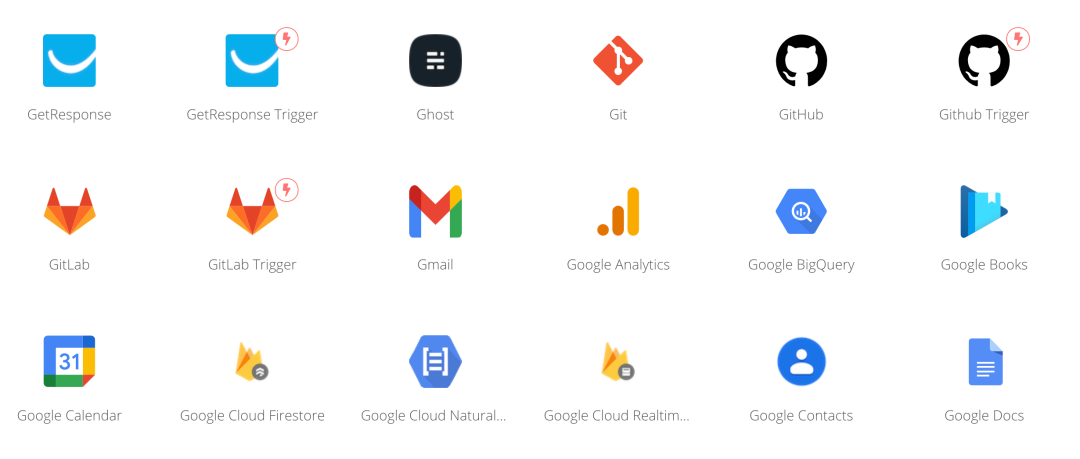 GetResponse
GetResponse Trigger
Ghost
Git
GitHub
Github Trigger
GitLab
GitLab Trigger
Gmail
Google Analytics
Google BigQuery
Google Books
31
Google Calendar
Google Cloud Firestore
Google Cloud Natural...
Google Cloud Realtim...
Google Contacts
Google Docs